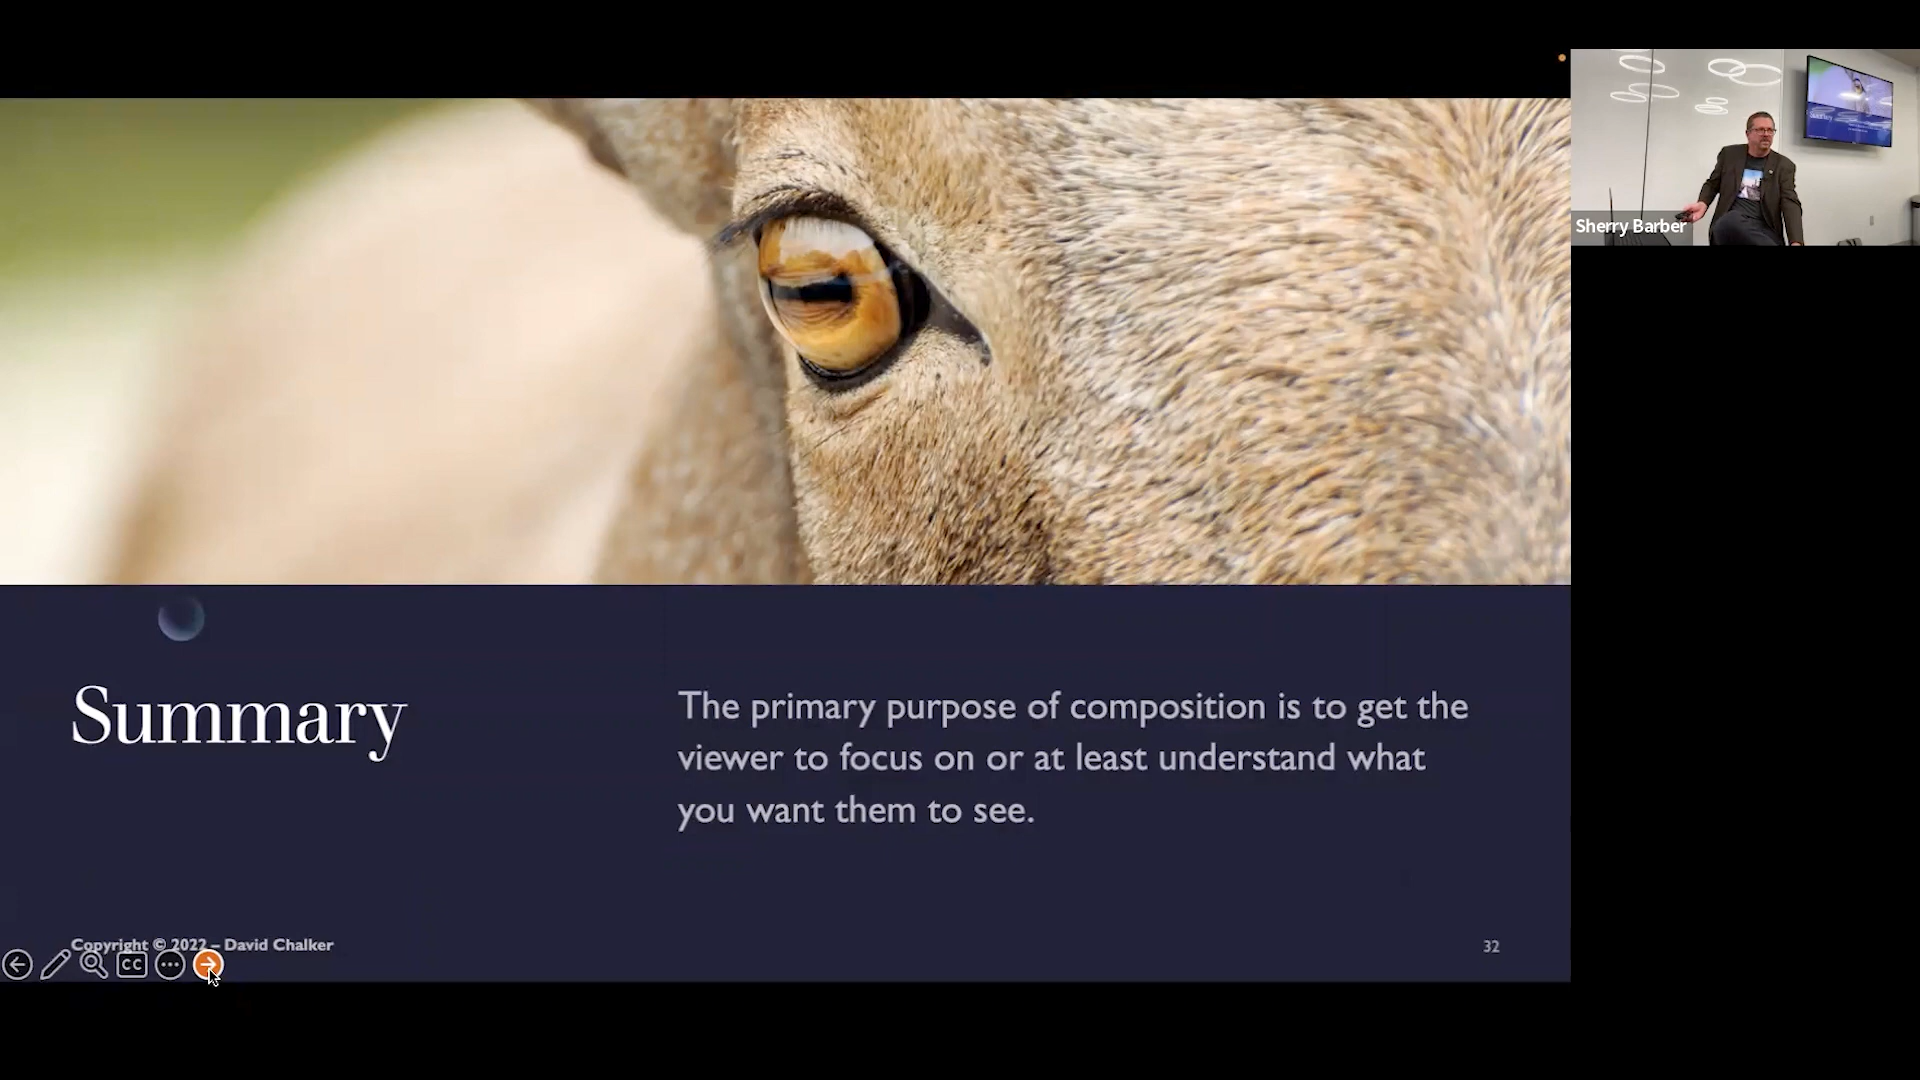 Sherry Barber
Summary
The primary purpose of composition is to get the
viewer to focus on or at least understand what
you want them to see.
Copyright © 2022 – David Chalker
32
CC